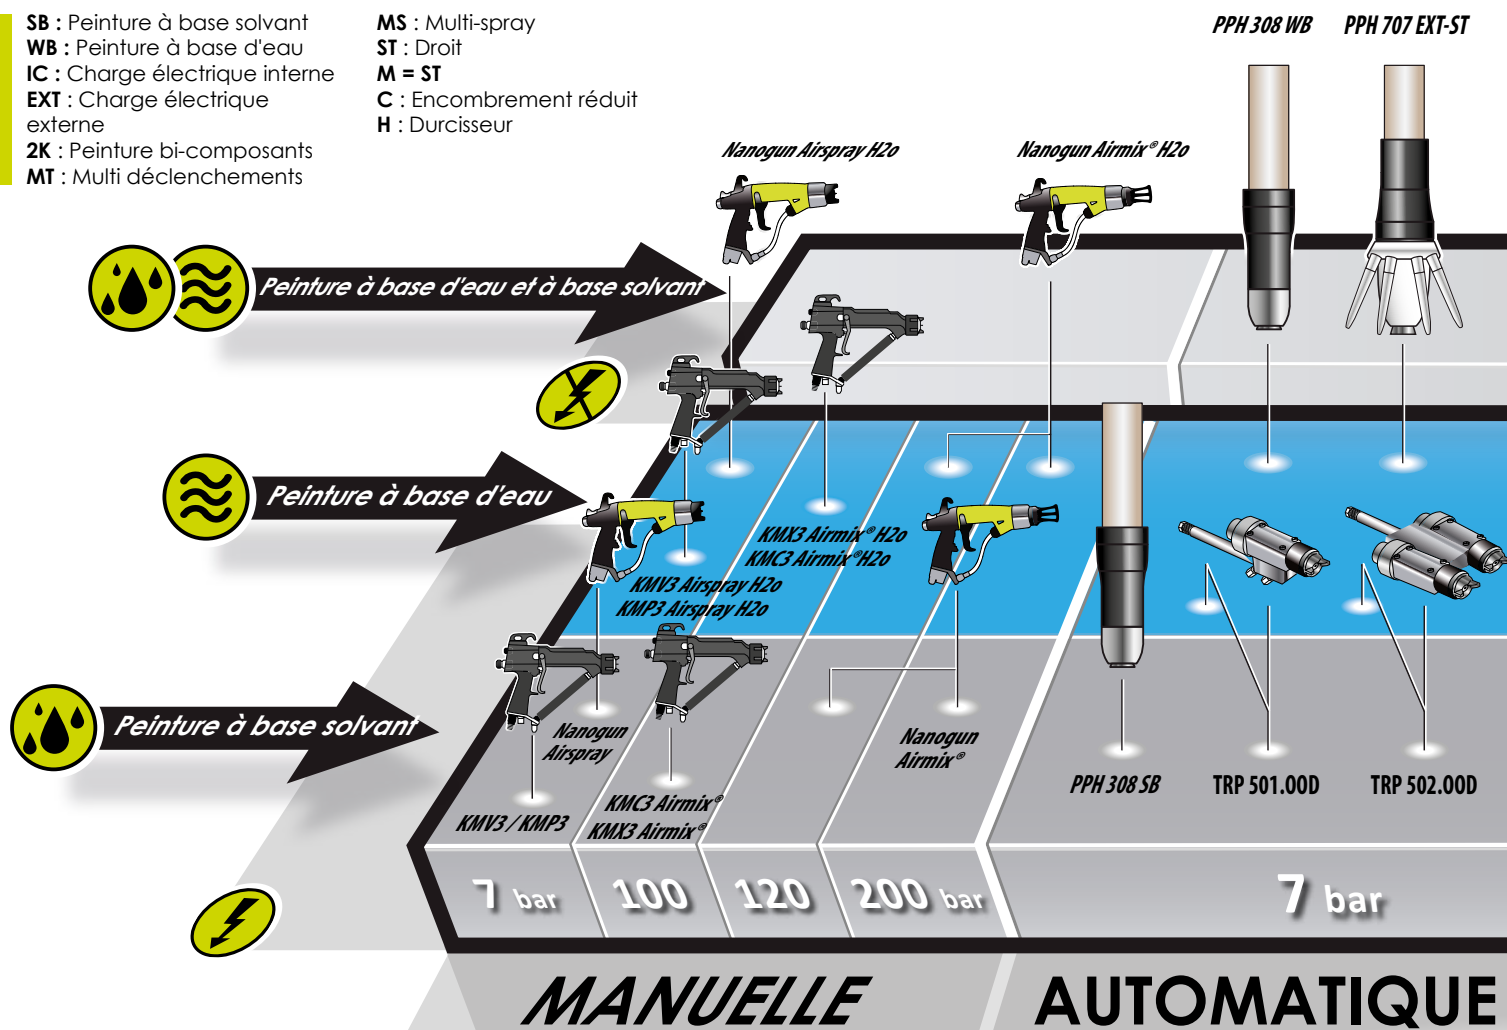 SB : Peinture à base solvant
WB : Peinture à base d'eau
IC : Charge électrique interne
EXT : Charge électrique
externe
2K : Peinture bi-composants
MT : Multi déclenchements
MS : Multi-spray
ST : Droit
M = ST
C : Encombrement réduit
H : Durcisseur
PPH 308 WB
PPH 707 EXT-ST
Nanogun Airspray H2o
Nanogun Airmix® H2o
Peinture à base d'eau et à base solvant
Peinture à base d'eau
KMX3 Airmix® H2o
KMC3 Airmix®H2o
KMV3 Airspray H2o
KMP3 Airspray H2o
Peinture à base solvant
Nanogun
Airspray
Nanogun
Airmix®
KMV3 / KMP3
KMC3 Airmix®
KMX3 Airmix®
PPH 308 SB
TRP 501.00D
TRP 502.00D
7 bar
100
120
200 bar
7 bar
MANUELLE
AUTOMATIQUE